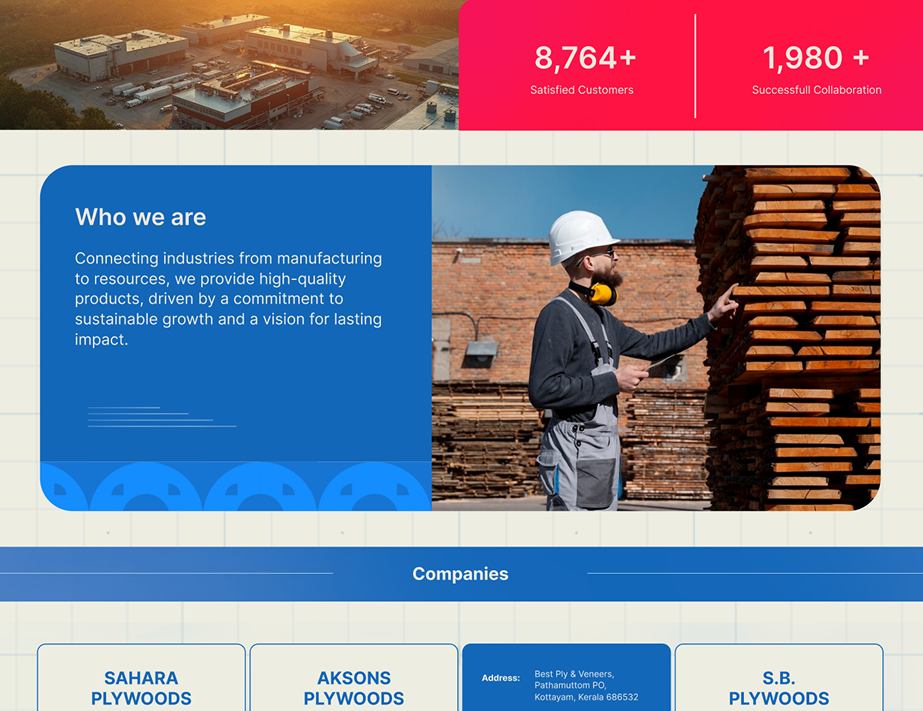 8,764+
Satisfied Customers
1,980 +
Successfull Collaboration
Who we are
Connecting industries from manufacturing
to resources, we provide high-quality
products, driven by a commitment to
sustainable growth and a vision for lasting
impact.
Companies
SAHARA
PLYWOODS
AKSONS
PLYWOODS
Address: Best Ply & Veneers,
Pathamuttom PO,
Kottayam, Kerala 686532
S.B.
PLYWOODS